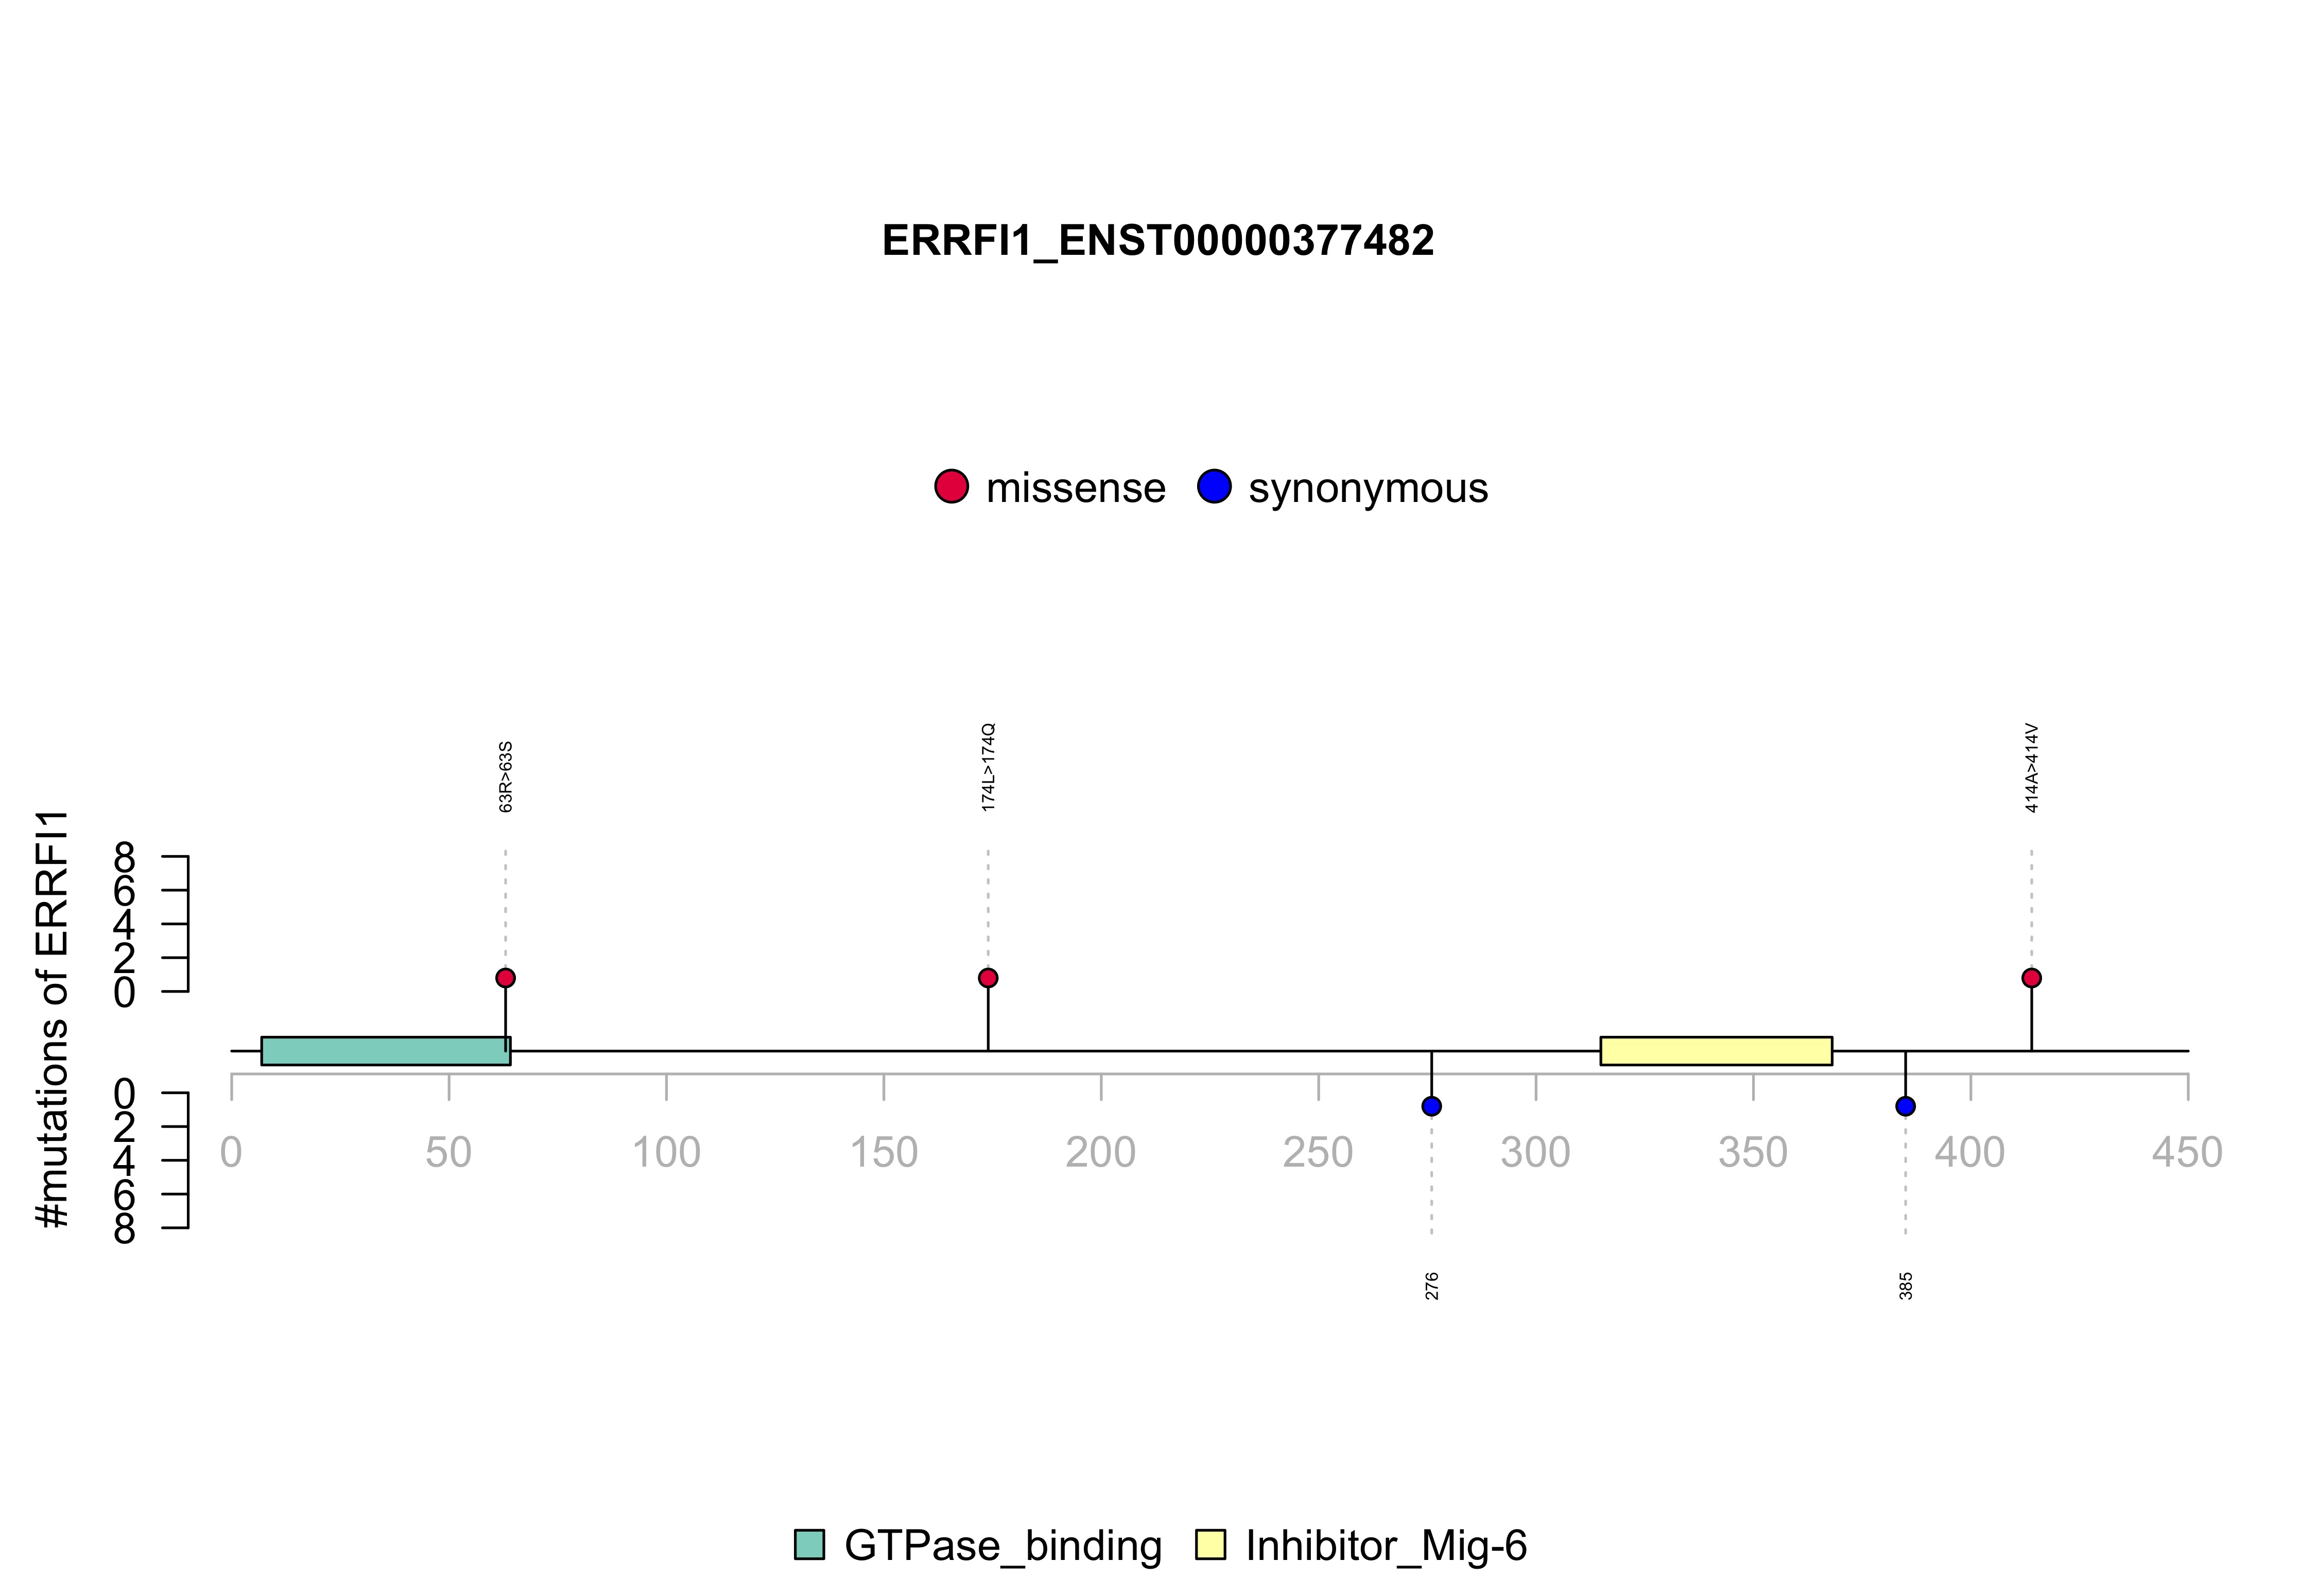 ERRFI1_ENST00000377482
missense synonymous
63R>63S
174L>174Q
414A>414V
#mutations of ERRFI1
8
6
4
2
0
0
2
4
6
8
0 50 100 150 200 250 300 350 400 450
276
385
GTPase_binding Inhibitor_Mig-6